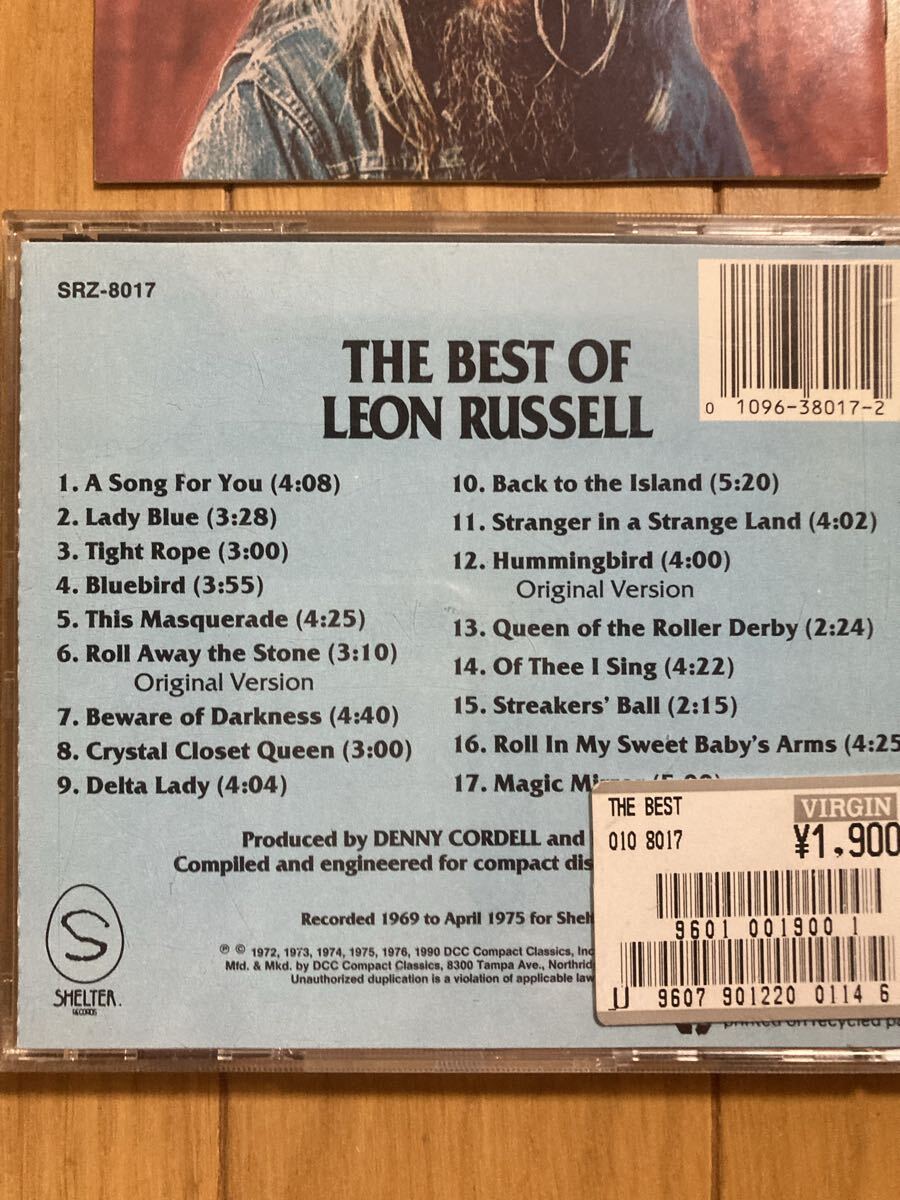 SRZ-8017
0 1096-38017-2
THE BEST OF
LEON RUSSELL
1. A Song For You (4:08)
2. Lady Blue (3:28)
3. Tight Rope (3:00)
4. Bluebird (3:55)
5. This Masquerade (4:25)
6. Roll Away the Stone (3:10)
Original Version
7. Beware of Darkness (4:40)
8. Crystal Closet Queen (3:00)
9. Delta Lady (4:04)
10. Back to the Island (5:20)
11. Stranger in a Strange Land (4:02)
12. Hummingbird (4:00)
Original Version
13. Queen of the Roller Derby (2:24)
14. Of Thee I Sing (4:22)
15. Streakers' Ball (2:15)
16. Roll In My Sweet Baby's Arms (4:25
17. Magic
Produced by DENNY CORDELL and
Compiled and engineered for compact
Recorded 1969 to April 1975 for
℗ © 1972, 1973, 1974, 1975, 1976, 1990 DCC Compact Classics,
Mfd. & Mkd. by DCC Compact Classics, 8300 Tampa Ave.,
Unauthorized duplication is a violation of applicable
S
SHELTER.
RECORDS
THE BEST
VIRGIN
010 8017
¥1,900
9601 001900 1
9607 901220 0114 6
printed on recycled